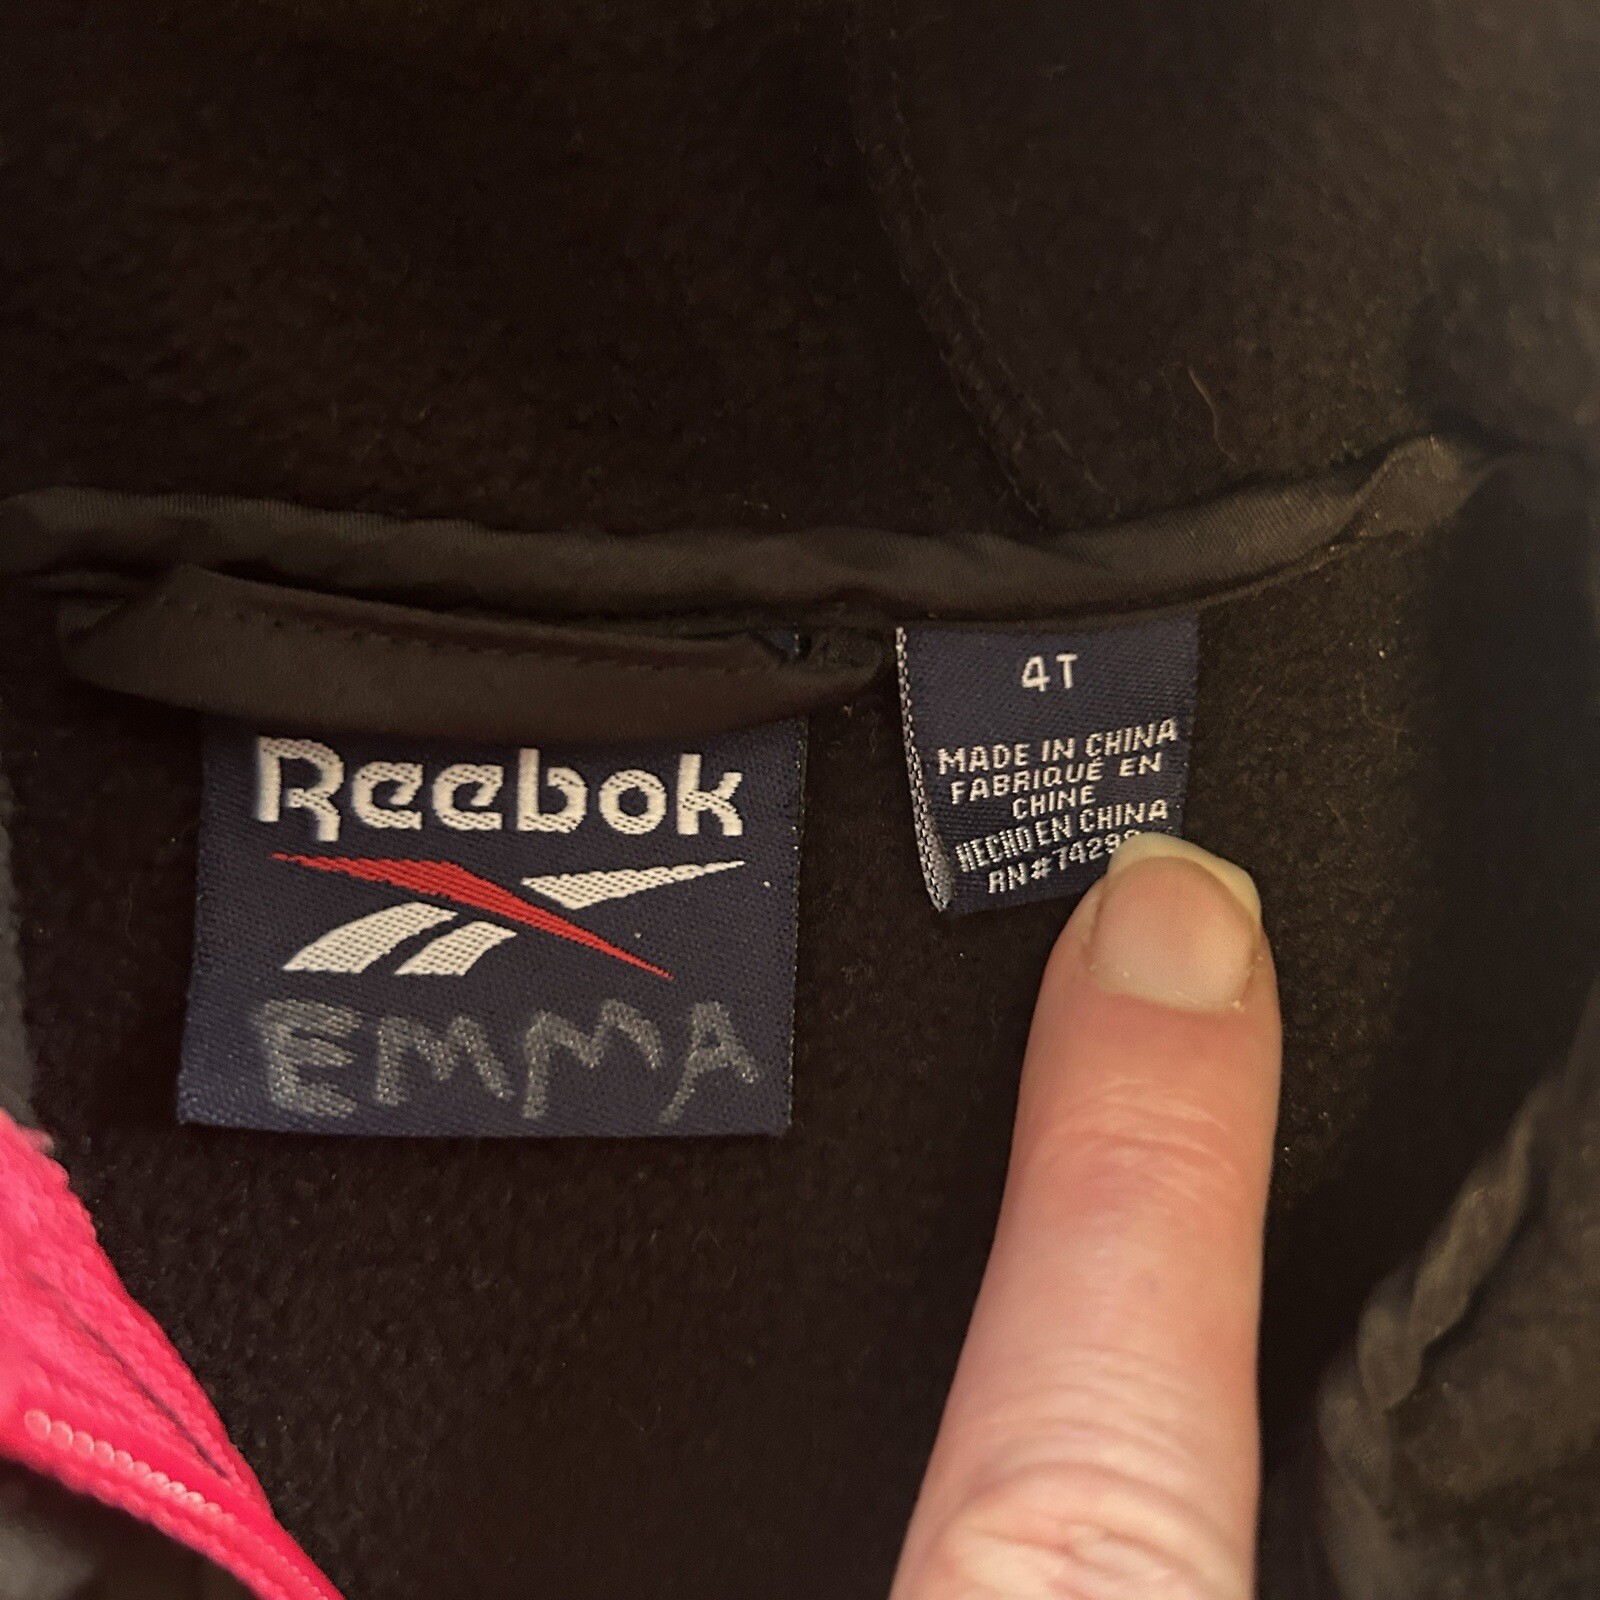 Reebok
EMMA
4T
MADE IN CHINA
FABRIQUÉ EN
CHINE
HECHO EN CHINA